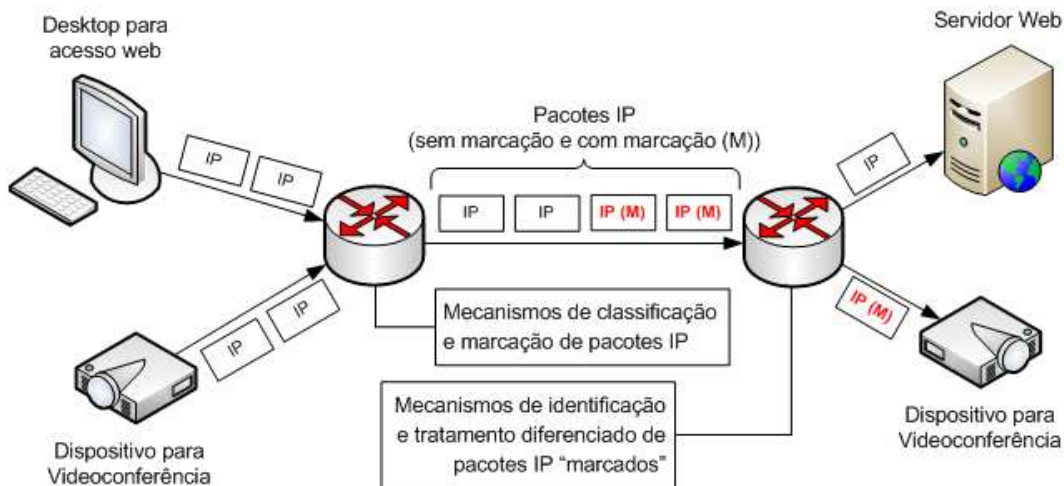 Desktop para
acesso web
Servidor Web
Pacotes IP
(sem marcação e com marcação (M))
IP
IP
IP
IP
IP
IP (M)
IP (M)
IP
IP
IP (M)
Mecanismos de classificação
e marcação de pacotes IP
Mecanismos de identificação
e tratamento diferenciado de
pacotes IP “marcados”
Dispositivo para
Videoconferência
Dispositivo para
Videoconferência